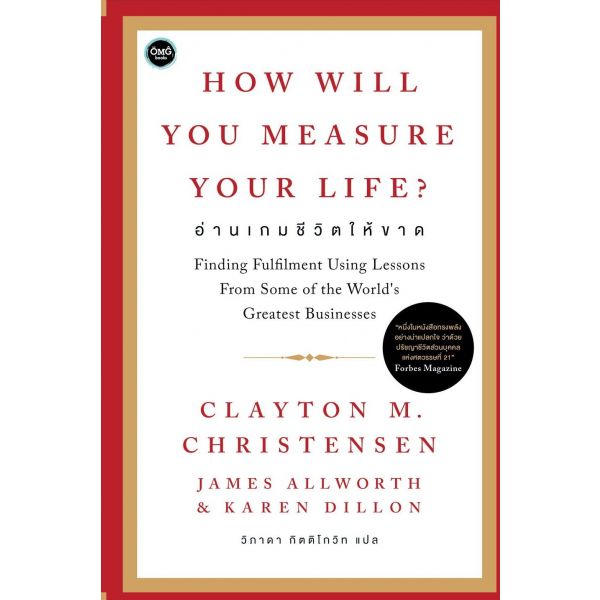 OMG
books
HOW WILL
YOU MEASURE
YOUR LIFE?
อ่านเกมชีวิตให้ขาด
Finding Fulfilment Using Lessons
From Some of the World's
Greatest Businesses
"หนึ่งในหนังสือทรงพลัง
อย่างน่าแปลกใจ ว่าด้วย
ปรัชญาชีวิตส่วนบุคคล
แห่งศตวรรษที่ 21"
Forbes Magazine
CLAYTON M.
CHRISTENSEN
JAMES ALLWORTH
& KAREN DILLON
วิภาดา กิตติโกวิท แปล